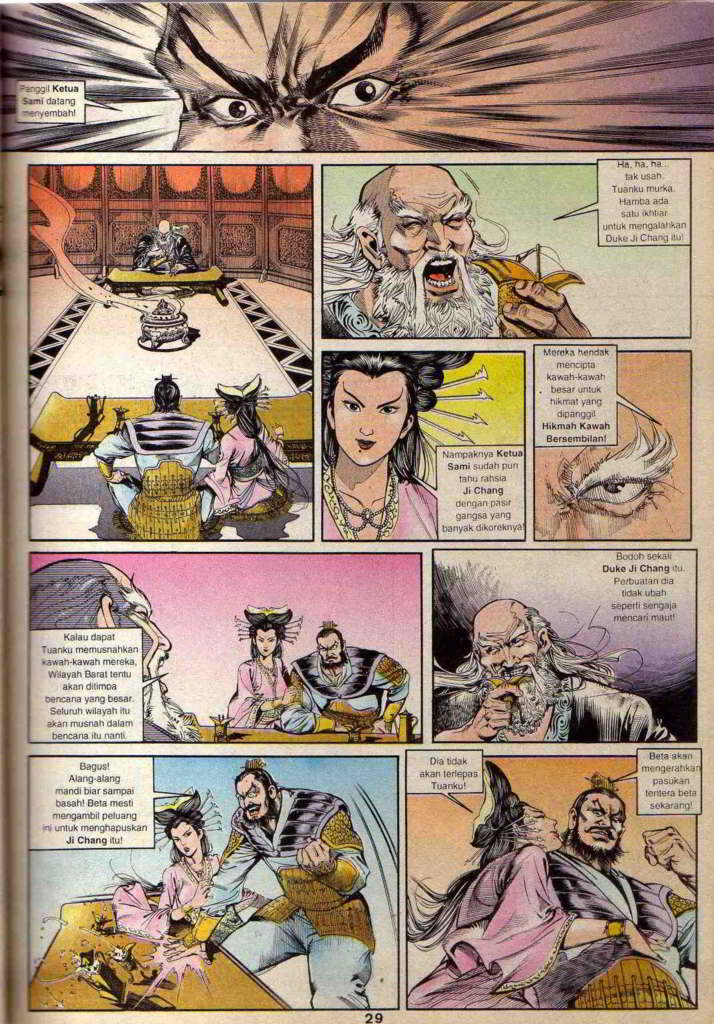 Panggil Ketua
Sami datang
menyembah!
Ha, ha, ha...
tak usah.
Tuanku murka.
Hamba ada
satu ikhtiar
untuk mengalahkan
Duke Ji Chang itu!
Nampaknya Ketua
Sami sudah pun
tahu rahsia
Ji Chang
dengan pasir
gangsa yang
banyak dikoreknya!
Mereka hendak
mencipta
kawah-kawah
besar untuk
hikmat yang
dipanggil
Hikmah Kawah
Bersembilan!
Kalau dapat
Tuanku memusnahkan
kawah-kawah mereka,
Wilayah Barat tentu
akan ditimpa
bencana yang besar.
Seluruh wilayah itu
akan musnah dalam
bencana itu nanti.
Bodoh sekali
Duke Ji Chang itu.
Perbuatan dia
tidak ubah
seperti sengaja
mencari maut!
Bagus!
Alang-alang
mandi biar sampai
basah! Beta mesti
mengambil peluang
ini untuk menghapuskan
Ji Chang itu!
Dia tidak
akan terlepas
Tuanku!
Beta akan
mengerahkan
pasukan
tentera beta
sekarang!
29